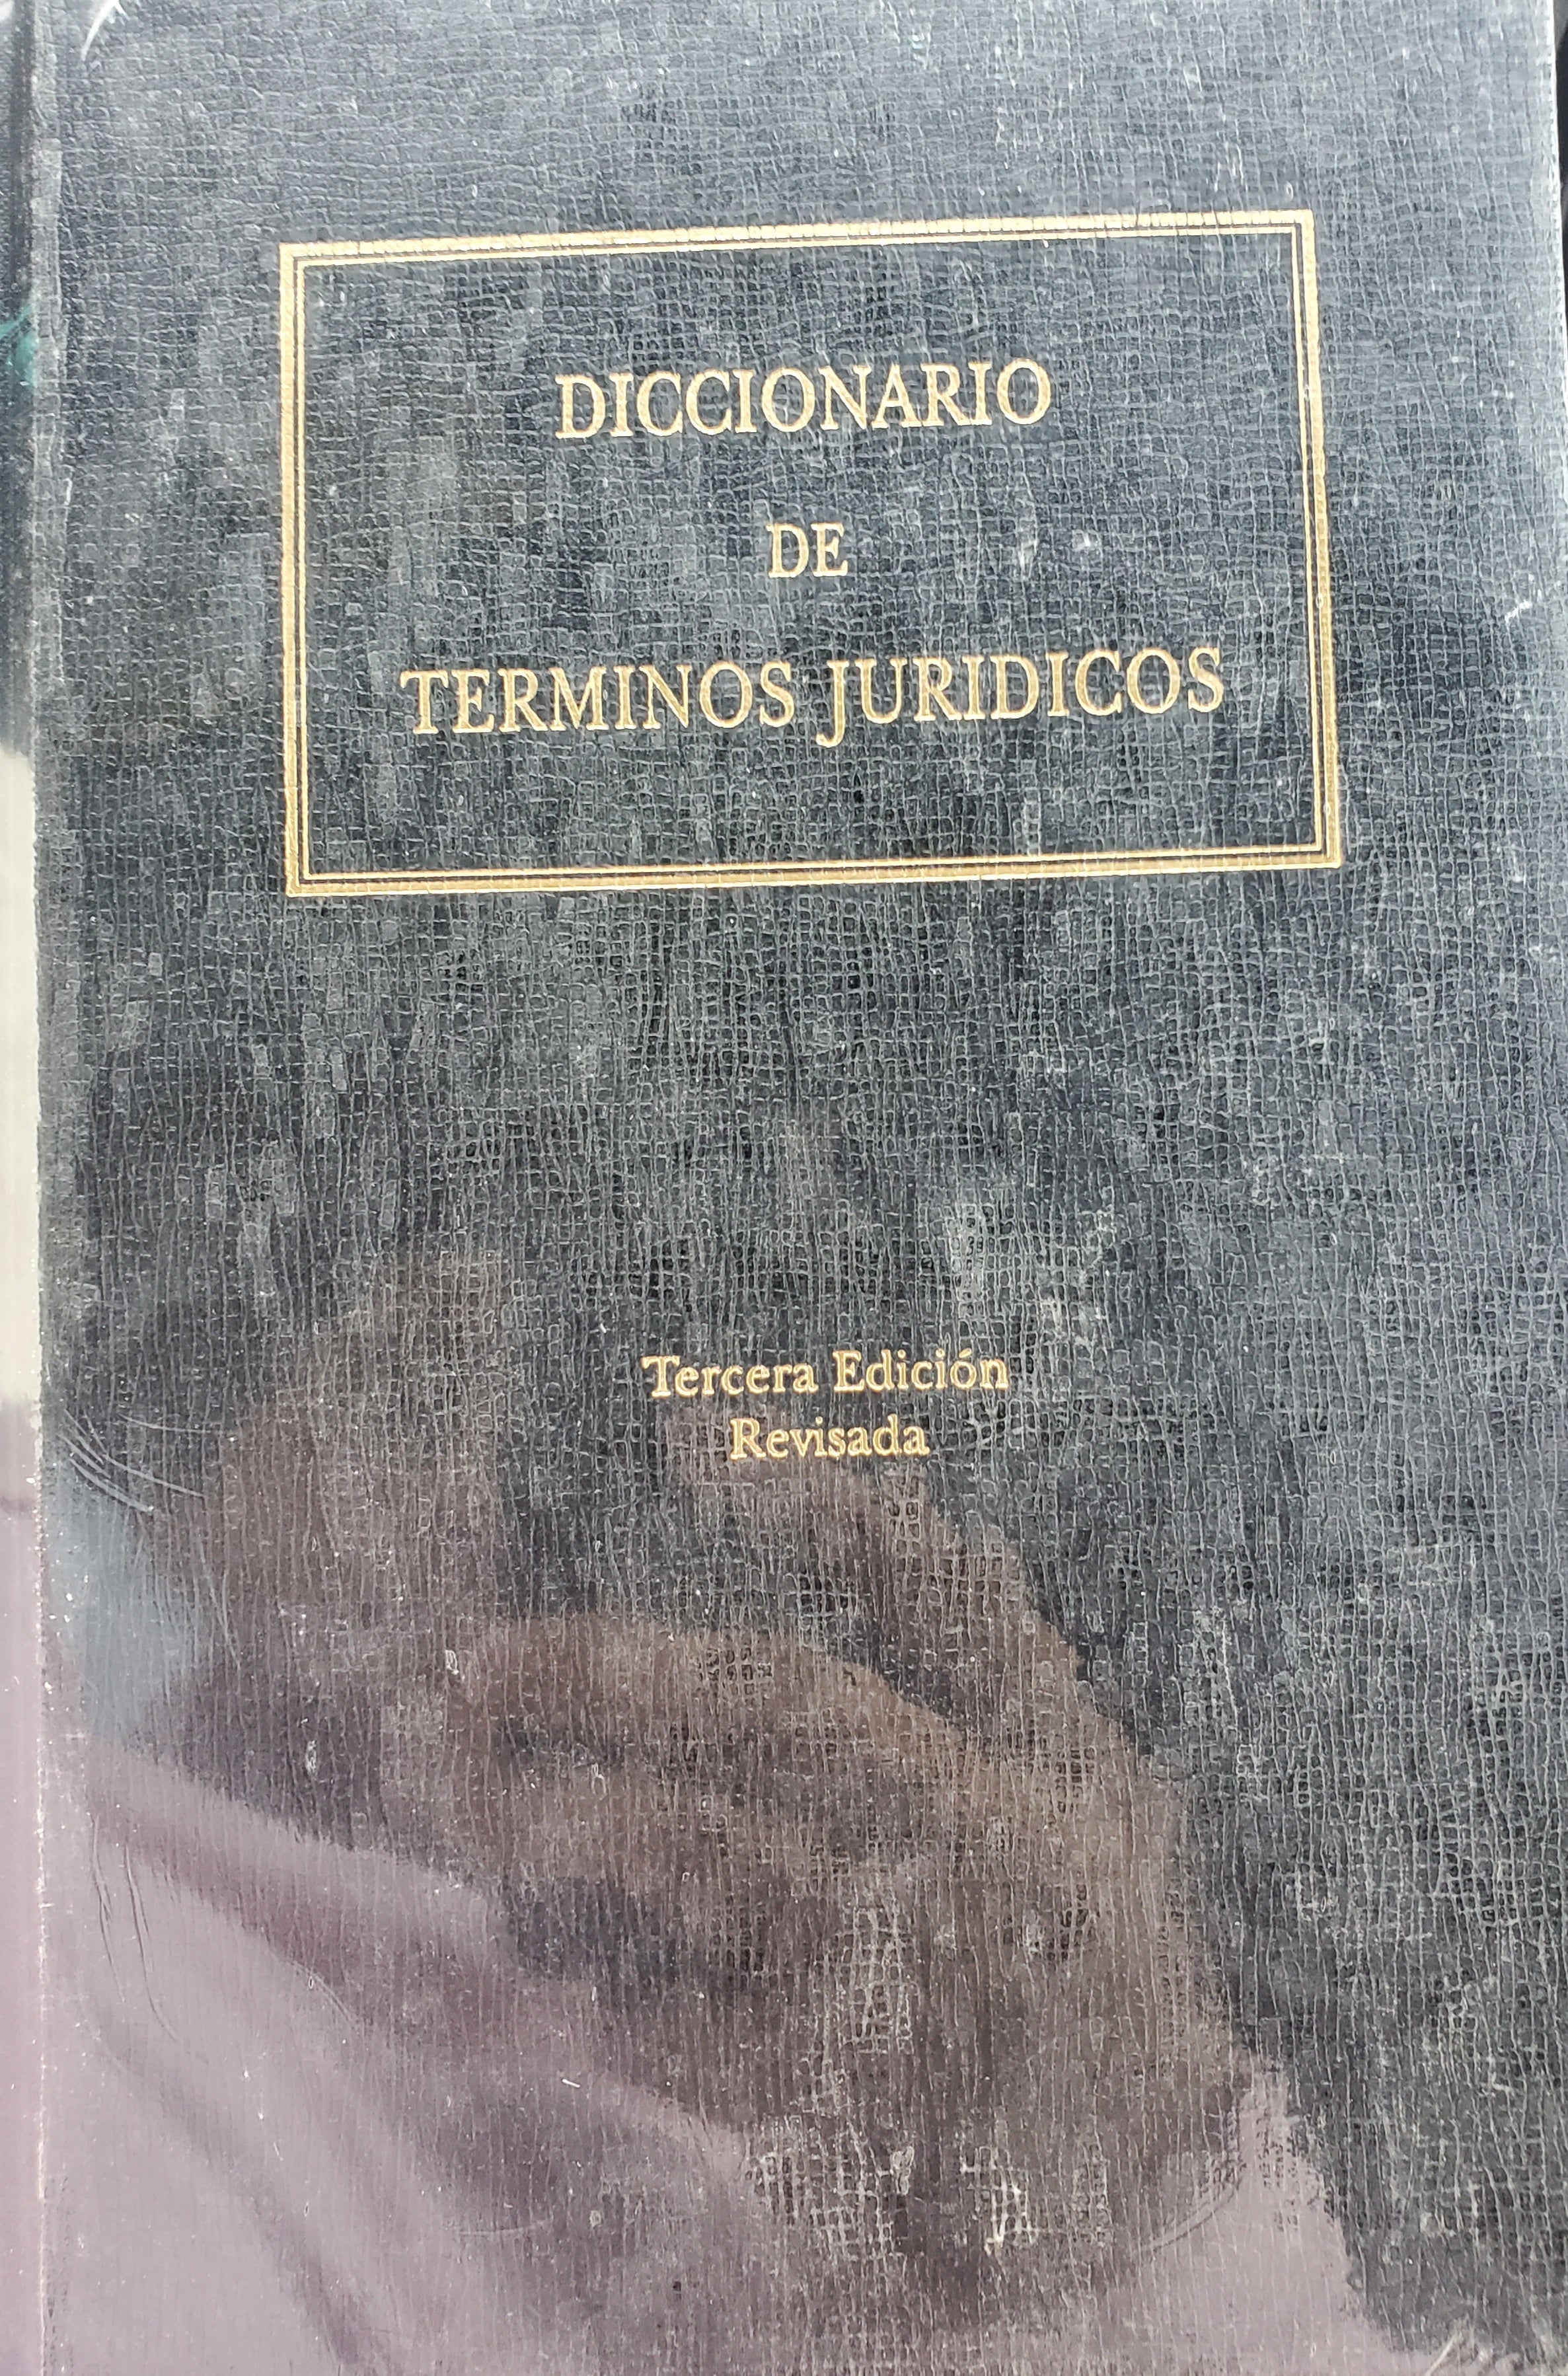 DICCIONARIO
DE
TERMINOS JURIDICOS
Tercera Edición
Revisada